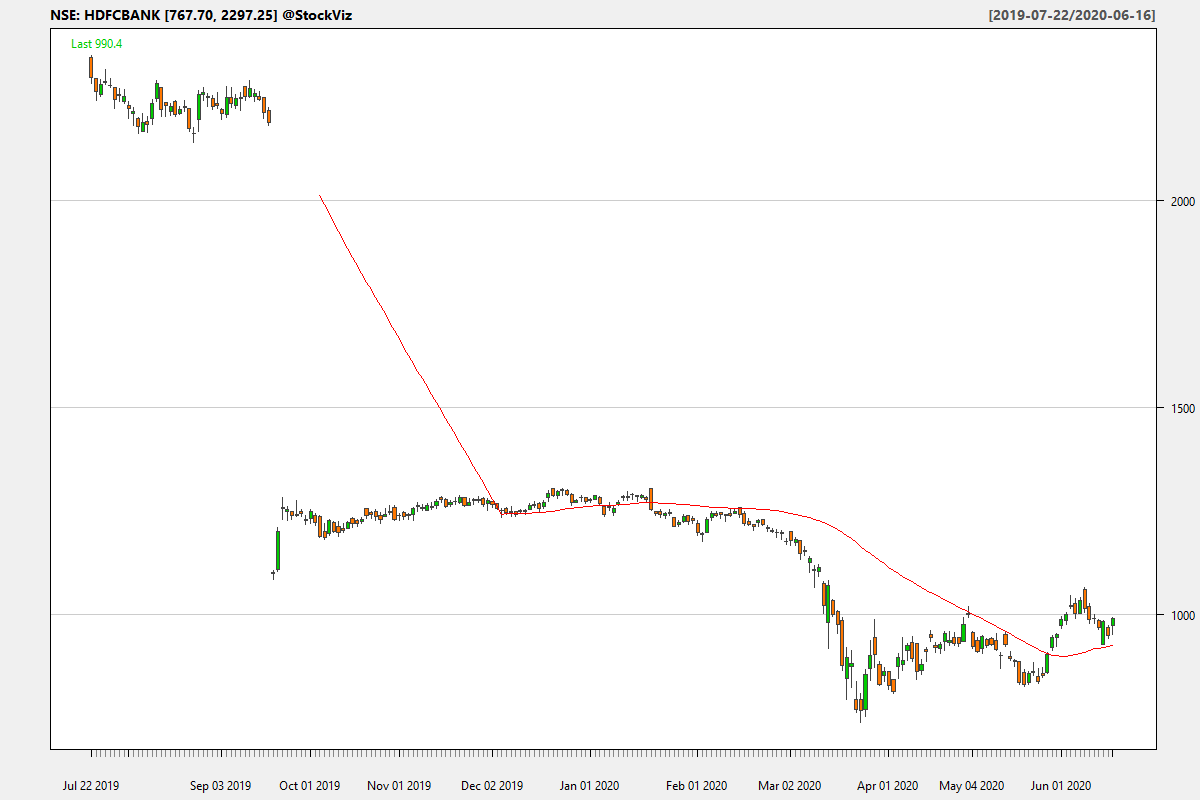 NSE: HDFCBANK [767.70, 2297.25] @StockViz
[2019-07-22/2020-06-16]
Last 990.4
2000
1500
1000
Jul 22 2019 Sep 03 2019 Oct 01 2019 Nov 01 2019 Dec 02 2019 Jan 01 2020 Feb 01 2020 Mar 02 2020 Apr 01 2020 May 04 2020 Jun 01 2020